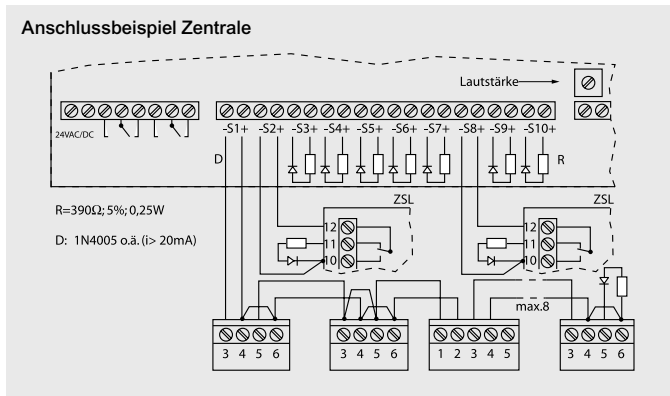 Anschlussbeispiel Zentrale
Lautstärke
24VAC/DC
-S1+ -S2+ -S3+ -S4+ -S5+ -S6+ -S7+ -S8+ -S9+ -S10+
D
R
R=390Ω; 5%; 0,25W
D: 1N4005 o.ä. (i> 20mA)
ZSL
12
11
10
ZSL
12
11
10
max.8
3 4 5 6
3 4 5 6
1 2 3 4 5
3 4 5 6